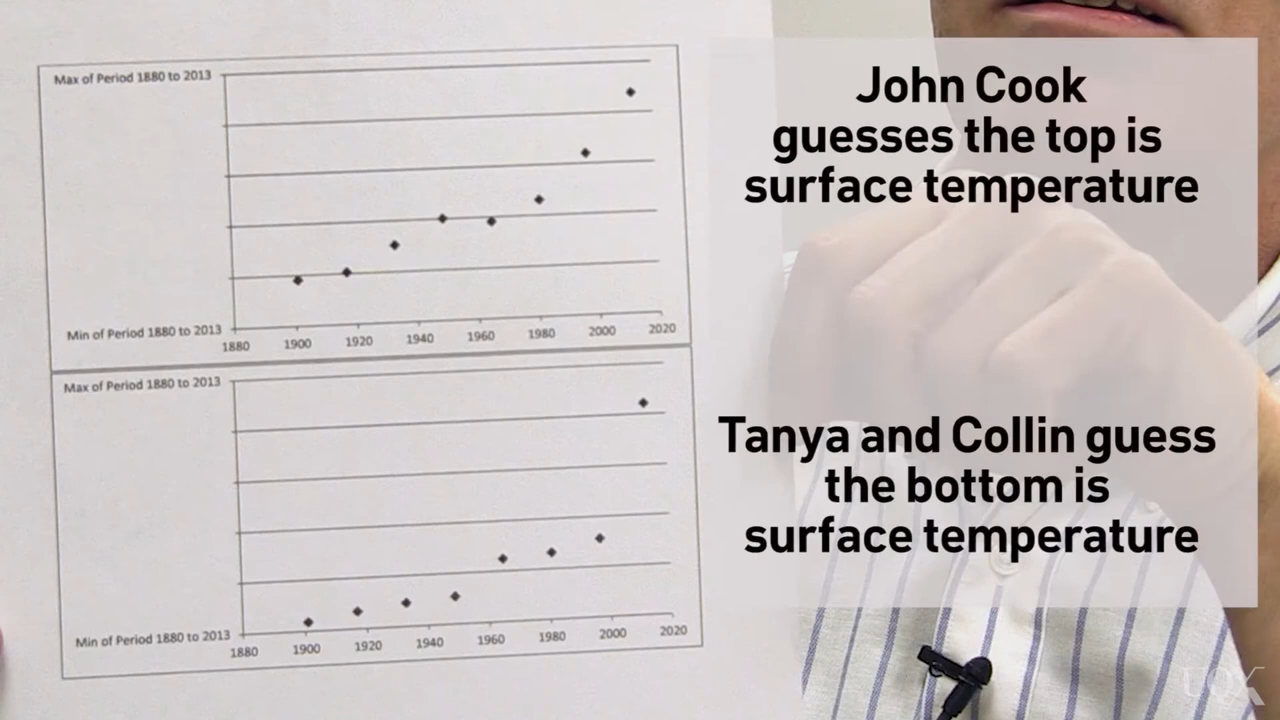 Max of Period 1880 to 2013
Min of Period 1880 to 2013
1880 1900 1920 1940 1960 1980 2000 2020
Max of Period 1880 to 2013
Min of Period 1880 to 2013
1880 1900 1920 1940 1960 1980 2000 2020
John Cook
guesses the top is
surface temperature
Tanya and Collin guess
the bottom is
surface temperature
UQx